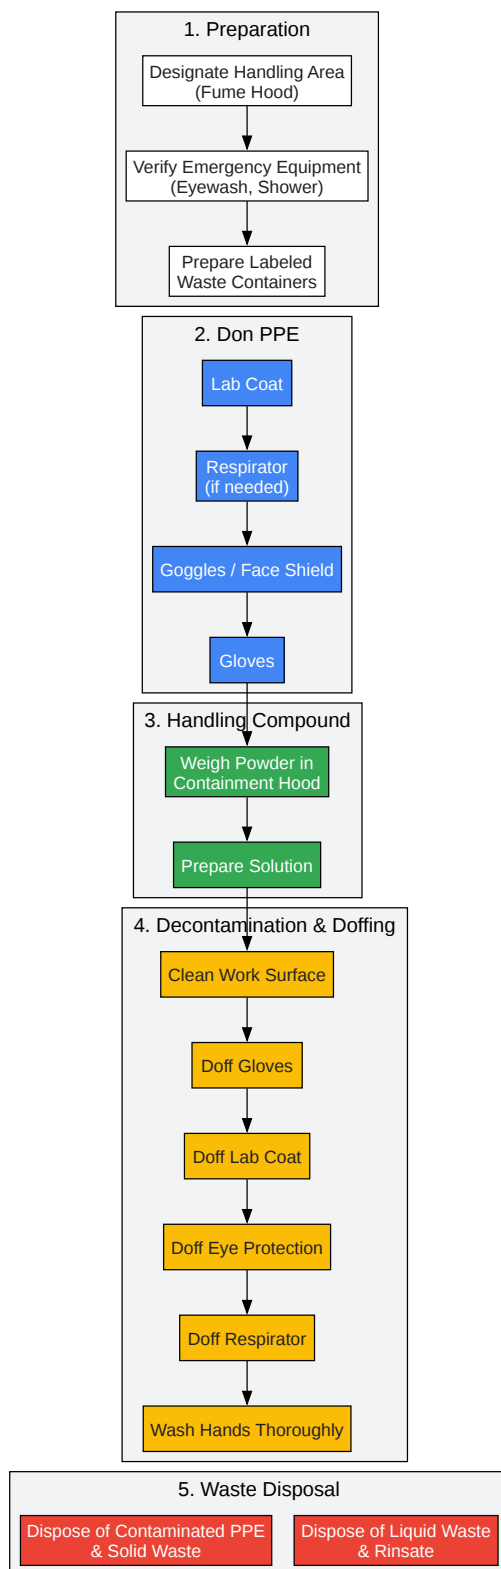 1. Preparation
Designate Handling Area
(Fume Hood)
Verify Emergency Equipment
(Eyewash, Shower)
Prepare Labeled
Waste Containers
2. Don PPE
Lab Coat
Respirator
(if needed)
Goggles / Face Shield
Gloves
3. Handling Compound
Weigh Powder in
Containment Hood
Prepare Solution
4. Decontamination & Doffing
Clean Work Surface
Doff Gloves
Doff Lab Coat
Doff Eye Protection
Doff Respirator
Wash Hands Thoroughly
5. Waste Disposal
Dispose of Contaminated PPE
& Solid Waste
Dispose of Liquid Waste
& Rinsate